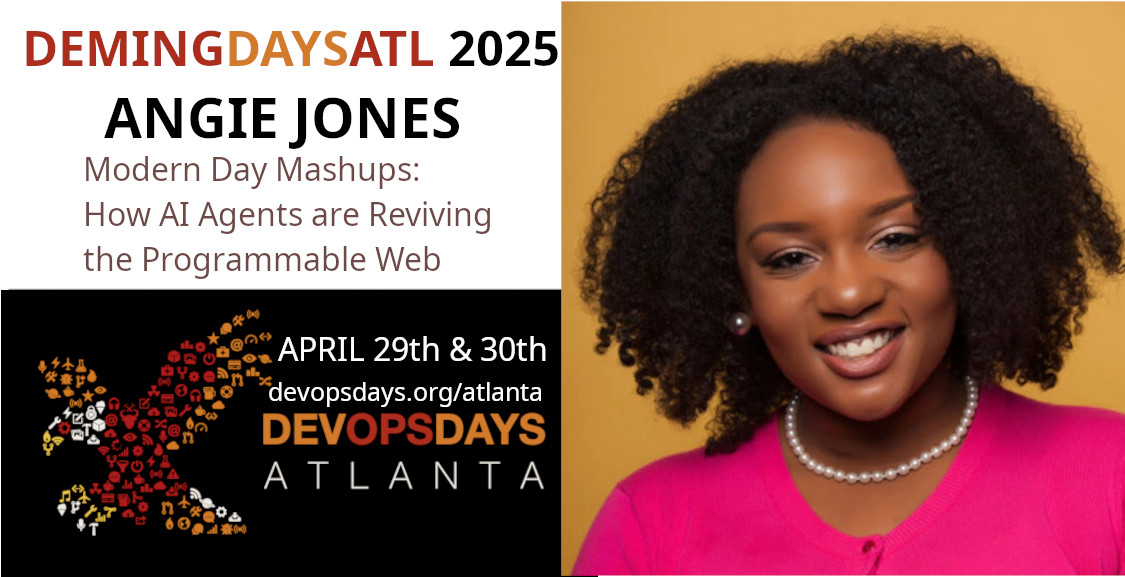 DEMINGDAYSATL 2025
ANGIE JONES
Modern Day Mashups:
How AI Agents are Reviving
the Programmable Web
APRIL 29th & 30th
devopsdays.org/atlanta
DEVOPSDAYS
ATLANTA